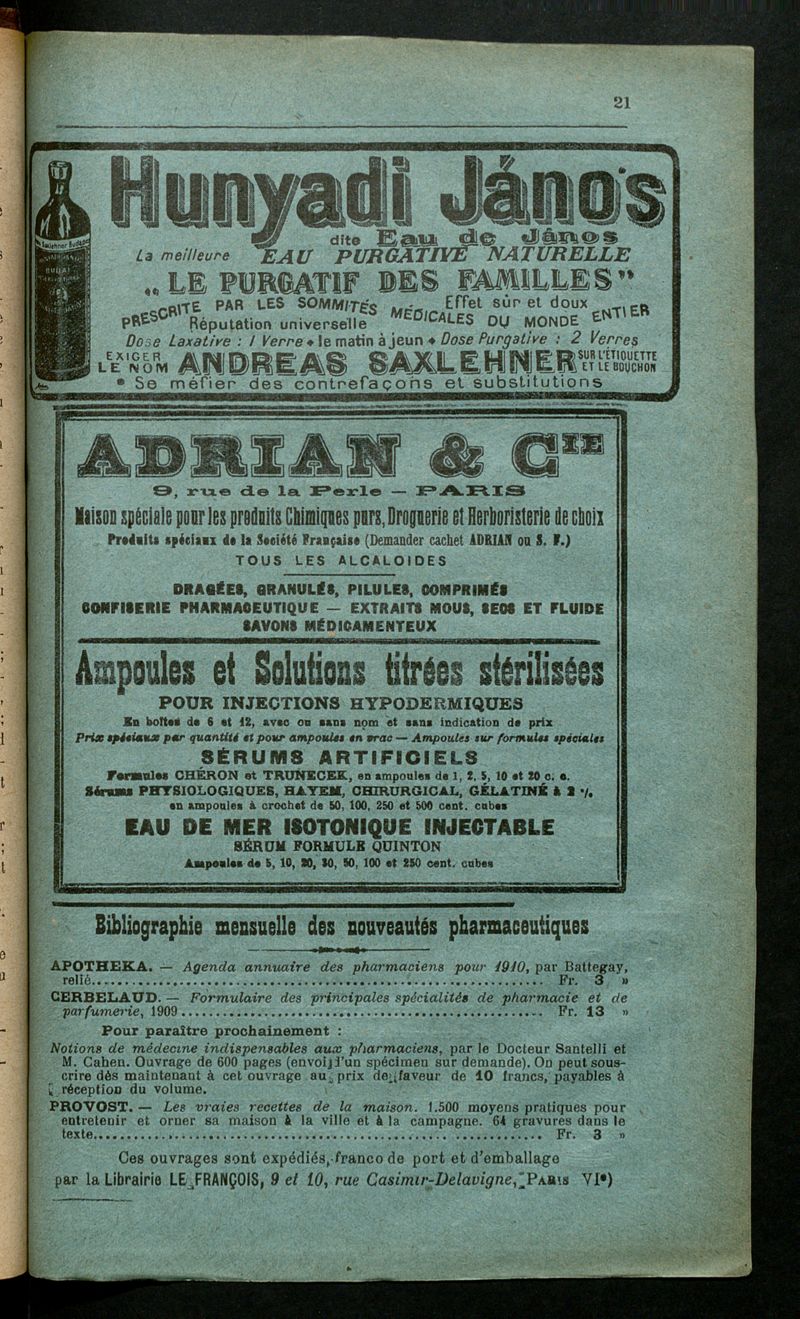 21
Hunyadi János
dite Eau de János
La meilleure EAU PURGATIVE NATURELLE
„LE PURGATIF DES FAMILLES”
PRESCRITE PAR LES SOMMITÉS MÉDICALES DU MONDE ENTIER
Effet sûr et doux
Réputation universelle
Dose Laxative : 1 Verre le matin à jeun Dose Purgative : 2 Verres
EXIGER LE NOM ANDREAS SAXLEHNER SUR L'ÉTIQUETTE ET LE BOUCHON
Se méfier des contrefaçons et substitutions
ADRIAN & CIE
9, rue de la Perle — PARIS
Maison spéciale pour les produits Chimiques purs, Droguerie et Herboristerie de choix
Produits spéciaux de la Société Française (Demander cachet ADRIAN ou S. F.)
TOUS LES ALCALOIDES
DRAGÉES, GRANULÉS, PILULES, COMPRIMÉS
CONFISERIE PHARMACEUTIQUE — EXTRAITS MOUS, SECS ET FLUIDE
SAVONS MÉDICAMENTEUX
Ampoules et Solutions titrées stérilisées
POUR INJECTIONS HYPODERMIQUES
En boîtes de 6 et 12, avec ou sans nom et sans indication de prix
Prix spéciaux par quantité et pour ampoules en vrac — Ampoules sur formules spéciales
SÉRUMS ARTIFICIELS
Formules CHÉRON et TRUNECEK, en ampoules de 1, 2, 5, 10 et 20 c. c.
Sérums PHYSIOLOGIQUES, HAYEM, CHIRURGICAL, GÉLATINÉ à 2 %
en ampoules à crochet de 50, 100, 250 et 500 cent. cubes
EAU DE MER ISOTONIQUE INJECTABLE
SÉRUM FORMULE QUINTON
Ampoules de 5, 10, 20, 30, 50, 100 et 250 cent. cubes
Bibliographie mensuelle des nouveautés pharmaceutiques
APOTHEKA. — Agenda annuaire des pharmaciens pour 1910, par Battegay,
relié........ Fr. 3 »
CERBELAUD. — Formulaire des principales spécialités de pharmacie et de
parfumerie, 1909........ Fr. 13 »
Pour paraître prochainement :
Notions de médecine indispensables aux pharmaciens, par le Docteur Santelli et
M. Cahen. Ouvrage de 600 pages (envoi d'un spécimen sur demande). On peut sous-
crire dès maintenant à cet ouvrage au prix de faveur de 10 francs, payables à
réception du volume.
PROVOST. — Les vraies recettes de la maison. 1.500 moyens pratiques pour
entretenir et orner sa maison à la ville et à la campagne. 64 gravures dans le
texte........ Fr. 3 »
Ces ouvrages sont expédiés, franco de port et d'emballage
par la Librairie LE FRANÇOIS, 9 et 10, rue Casimir-Delavigne, PARIS VIe)